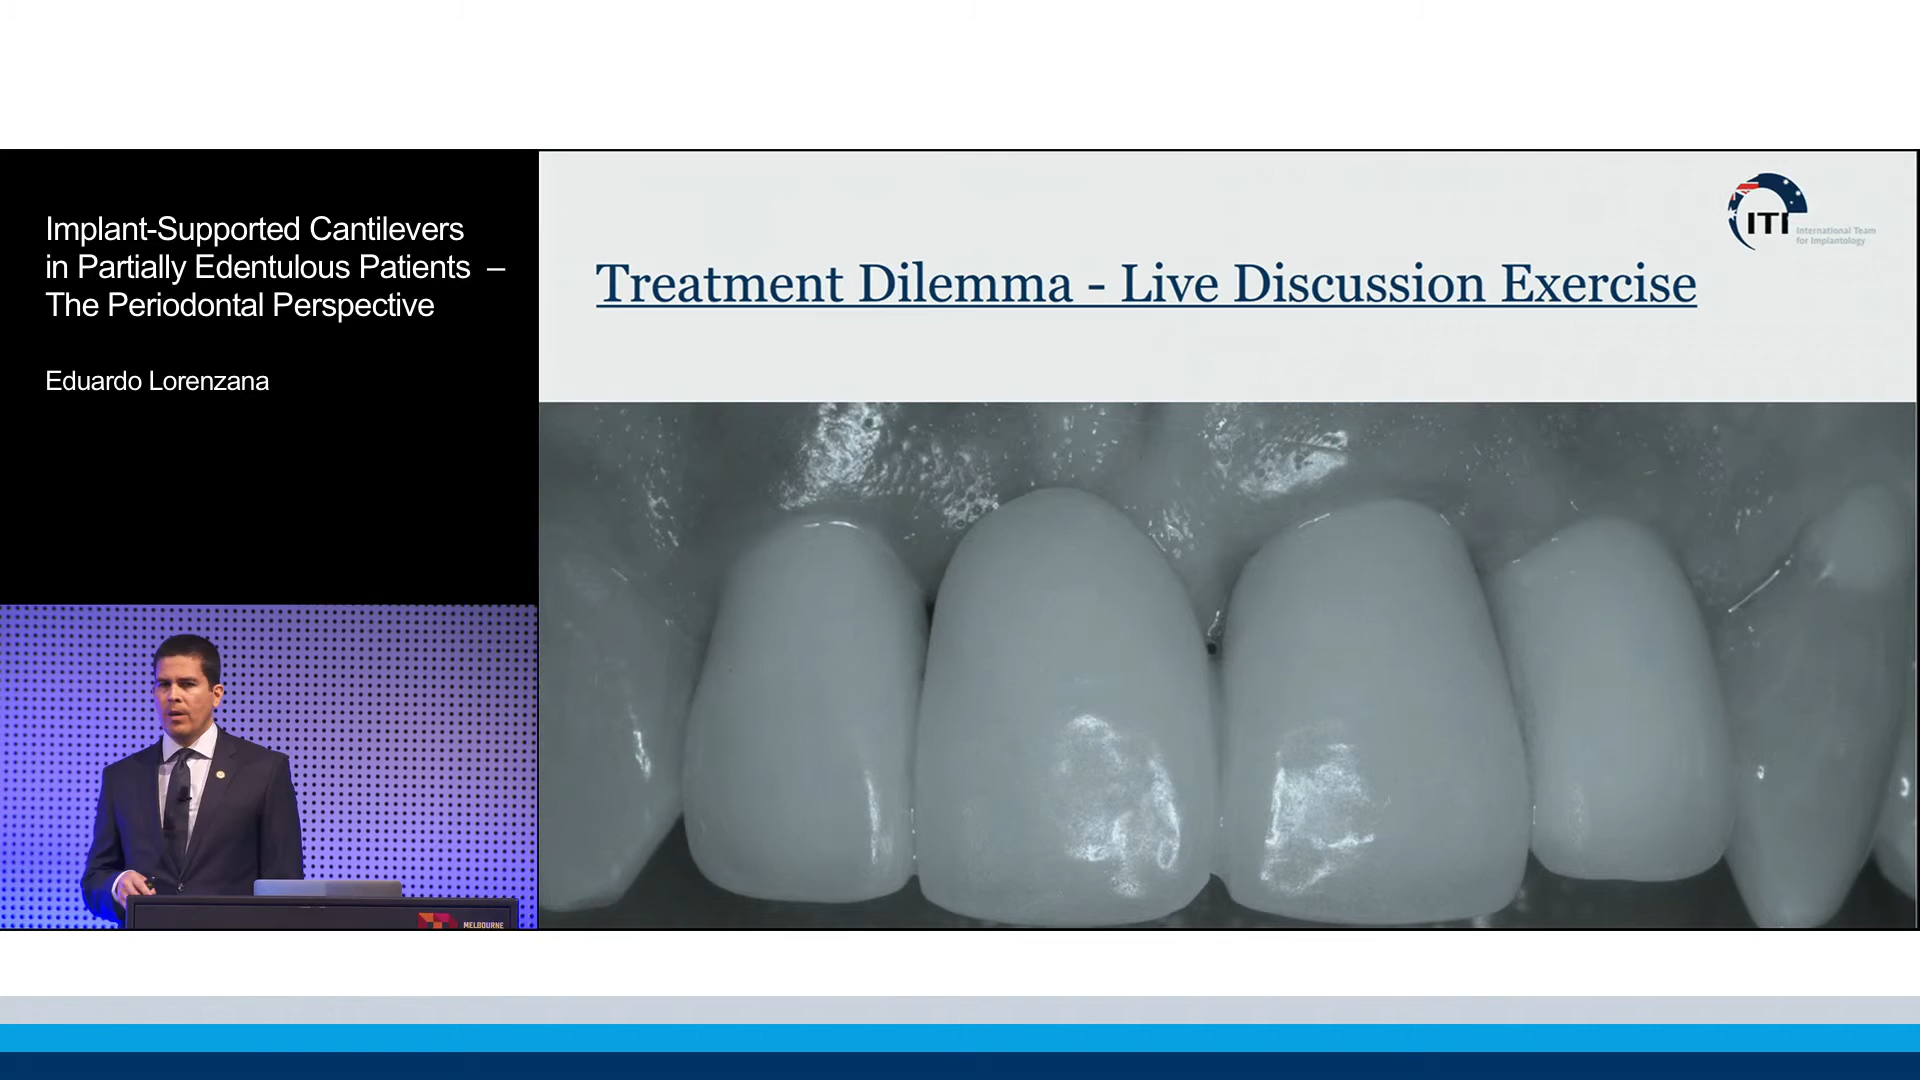 Implant-Supported Cantilevers
in Partially Edentulous Patients –
The Periodontal Perspective
Eduardo Lorenzana
Treatment Dilemma - Live Discussion Exercise
ITI
International Team
for Implantology
MELBOURNE